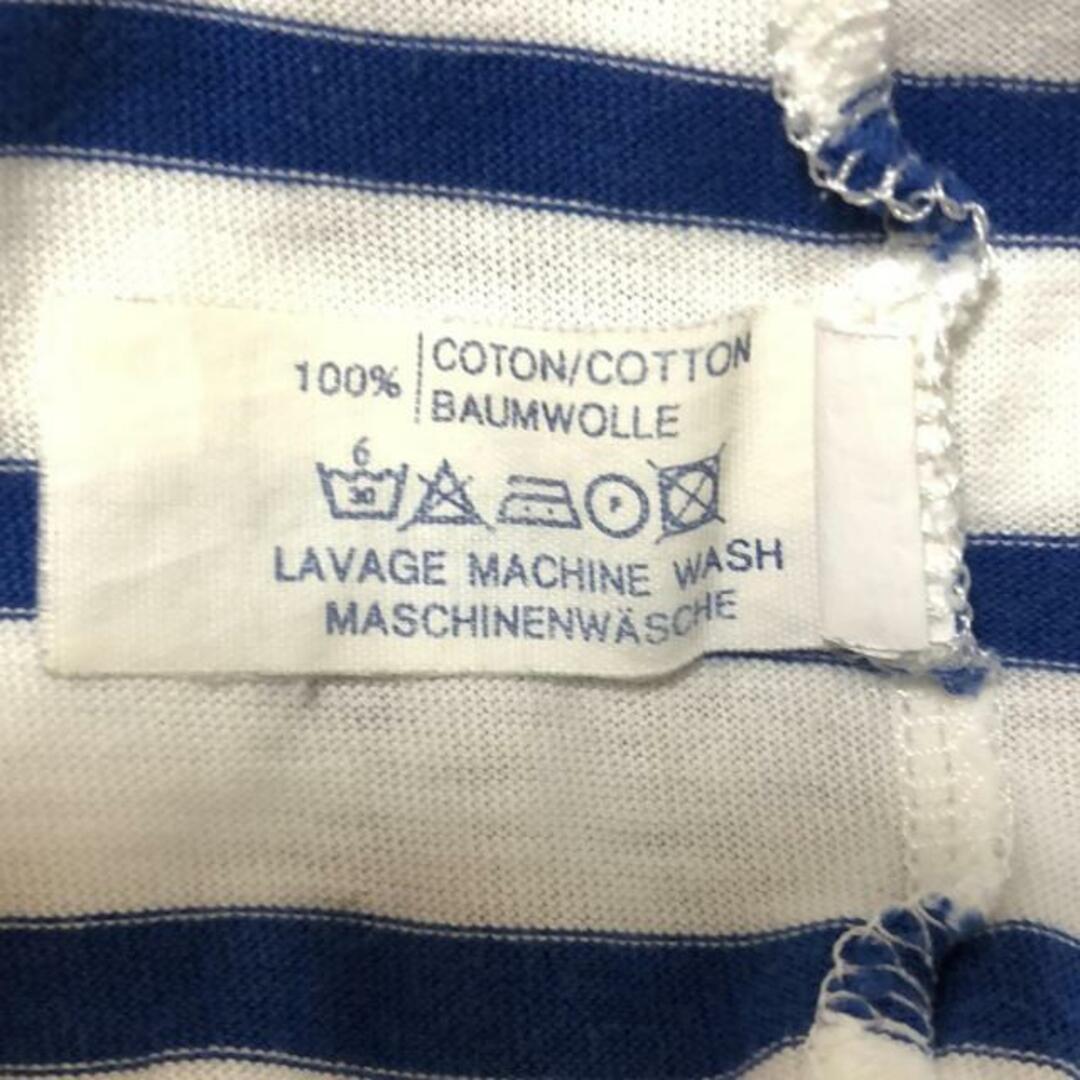 100% COTON/COTTON
BAUMWOLLE
6
30 P
LAVAGE MACHINE WASH
MASCHINENWÄSCHE